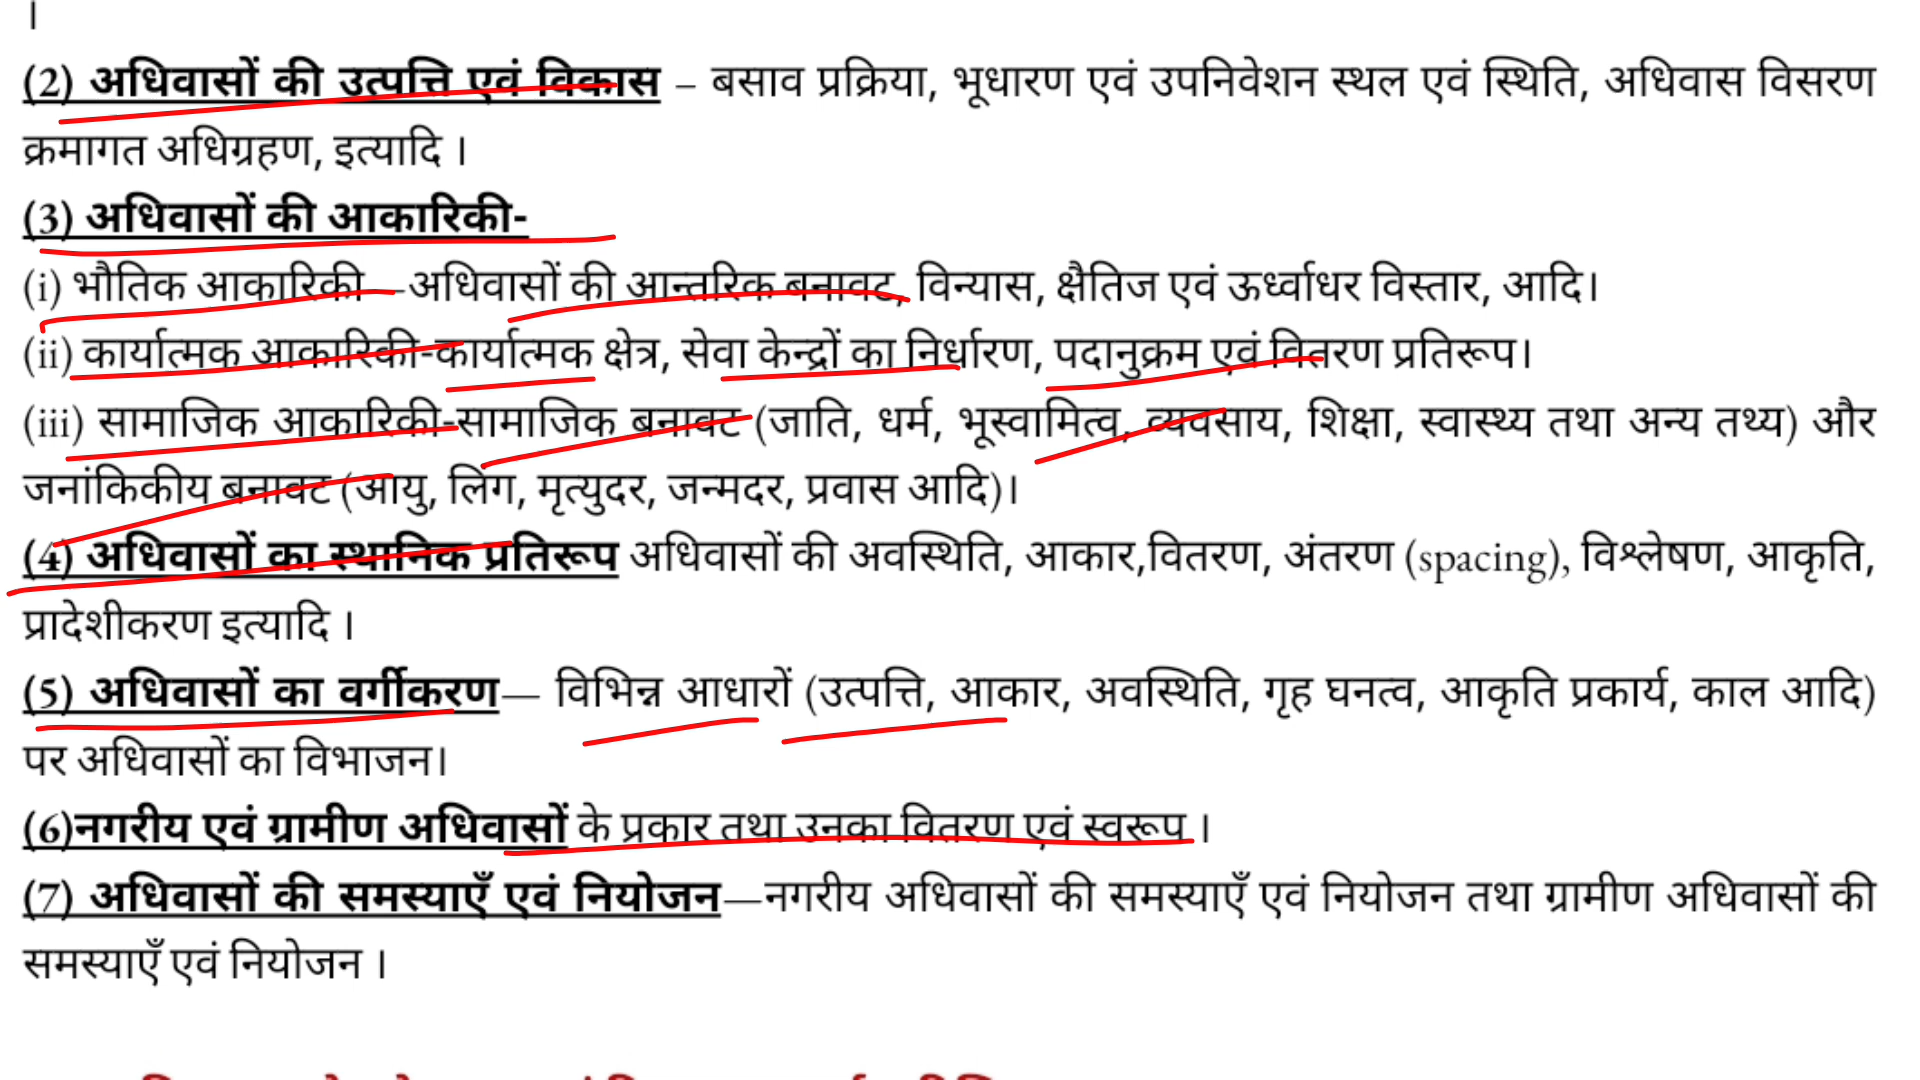 ।
(2) अधिवासों की उत्पत्ति एवं विकास – बसाव प्रक्रिया, भूधारण एवं उपनिवेशन स्थल एवं स्थिति, अधिवास विसरण
क्रमागत अधिग्रहण, इत्यादि ।
(3) अधिवासों की आकारिकी-
(i) भौतिक आकारिकी –अधिवासों की आन्तरिक बनावट, विन्यास, क्षैतिज एवं ऊर्ध्वाधर विस्तार, आदि।
(ii) कार्यात्मक आकारिकी-कार्यात्मक क्षेत्र, सेवा केन्द्रों का निर्धारण, पदानुक्रम एवं वितरण प्रतिरूप।
(iii) सामाजिक आकारिकी-सामाजिक बनावट (जाति, धर्म, भूस्वामित्व, व्यवसाय, शिक्षा, स्वास्थ्य तथा अन्य तथ्य) और
जनांकिकीय बनावट (आयु, लिंग, मृत्युदर, जन्मदर, प्रवास आदि)।
(4) अधिवासों का स्थानिक प्रतिरूप अधिवासों की अवस्थिति, आकार,वितरण, अंतरण (spacing), विश्लेषण, आकृति,
प्रादेशीकरण इत्यादि ।
(5) अधिवासों का वर्गीकरण— विभिन्न आधारों (उत्पत्ति, आकार, अवस्थिति, गृह घनत्व, आकृति प्रकार्य, काल आदि)
पर अधिवासों का विभाजन।
(6)नगरीय एवं ग्रामीण अधिवासों के प्रकार तथा उनका वितरण एवं स्वरूप ।
(7) अधिवासों की समस्याएँ एवं नियोजन—नगरीय अधिवासों की समस्याएँ एवं नियोजन तथा ग्रामीण अधिवासों की
समस्याएँ एवं नियोजन ।